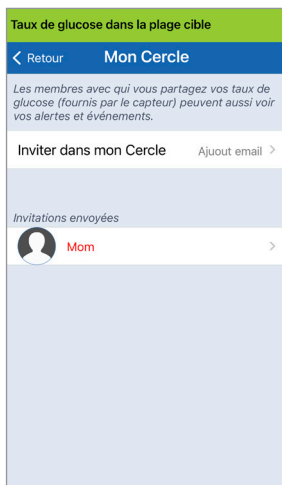 Taux de glucose dans la plage cible
Retour Mon Cercle
Les membres avec qui vous partagez vos taux de
glucose (fournis par le capteur) peuvent aussi voir
vos alertes et événements.
Inviter dans mon Cercle Ajuout email
Invitations envoyées
Mom